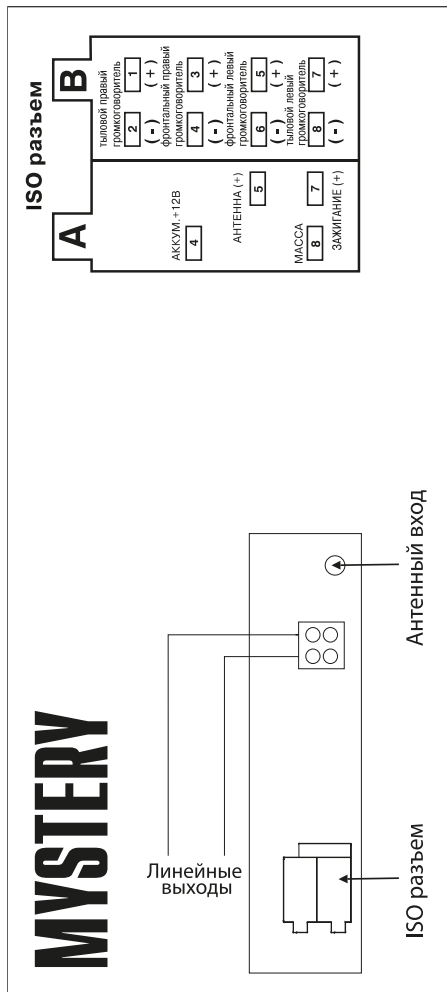 ISO разъем
A
B
тыловой правый
громкоговоритель
2
1
(-)
(+)
фронтальный правый
громкоговоритель
4
3
(-)
(+)
фронтальный левый
громкоговоритель
6
5
(-)
(+)
тыловой левый
громкоговоритель
8
7
(-)
(+)
АККУМ.+12В
4
АНТЕННА (+)
5
МАССА
8
7
ЗАЖИГАНИЕ (+)
MYSTERY
Линейные
выходы
Антенный вход
ISO разъем